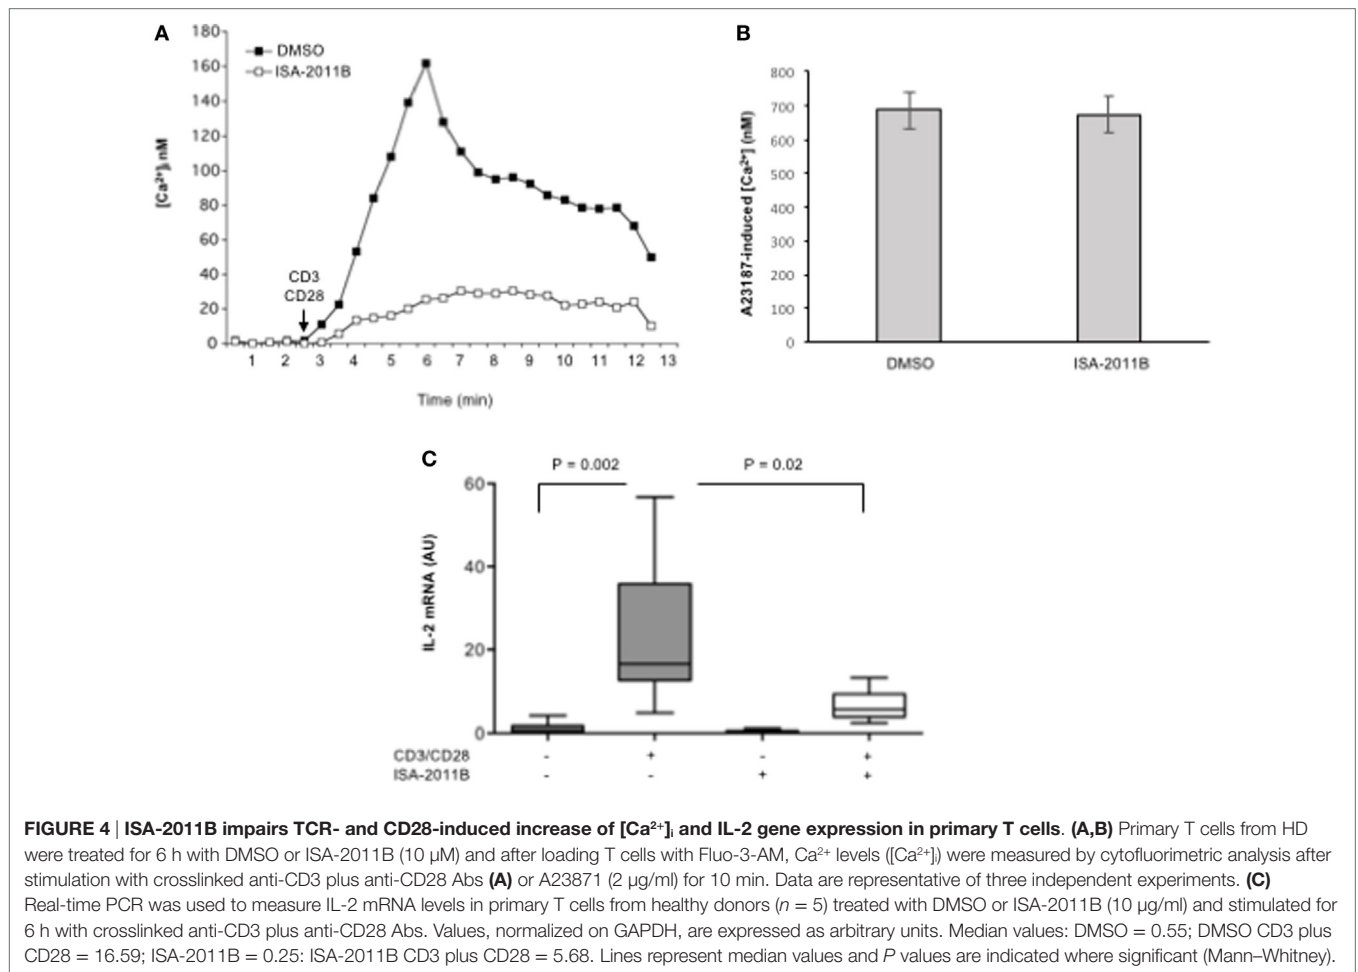 A
180
160
140
120
100
80
60
40
20
0
[Ca²⁺]ᵢ nM
DMSO
ISA-2011B
CD3
CD28
1 2 3 4 5 6 7 8 9 10 11 12 13
Time (min)
B
800
700
600
500
400
300
200
100
0
A23187-induced [Ca²⁺] (nM)
DMSO ISA-2011B
C
P = 0.002 P = 0.02
60
40
20
0
IL-2 mRNA (AU)
CD3/CD28 - + - +
ISA-2011B - - + +
FIGURE 4 | ISA-2011B impairs TCR- and CD28-induced increase of [Ca²⁺]ᵢ and IL-2 gene expression in primary T cells. (A,B) Primary T cells from HD
were treated for 6 h with DMSO or ISA-2011B (10 µM) and after loading T cells with Fluo-3-AM, Ca²⁺ levels ([Ca²⁺]ᵢ) were measured by cytofluorimetric analysis after
stimulation with crosslinked anti-CD3 plus anti-CD28 Abs (A) or A23871 (2 µg/ml) for 10 min. Data are representative of three independent experiments. (C)
Real-time PCR was used to measure IL-2 mRNA levels in primary T cells from healthy donors (n = 5) treated with DMSO or ISA-2011B (10 µg/ml) and stimulated for
6 h with crosslinked anti-CD3 plus anti-CD28 Abs. Values, normalized on GAPDH, are expressed as arbitrary units. Median values: DMSO = 0.55; DMSO CD3 plus
CD28 = 16.59; ISA-2011B = 0.25: ISA-2011B CD3 plus CD28 = 5.68. Lines represent median values and P values are indicated where significant (Mann–Whitney).